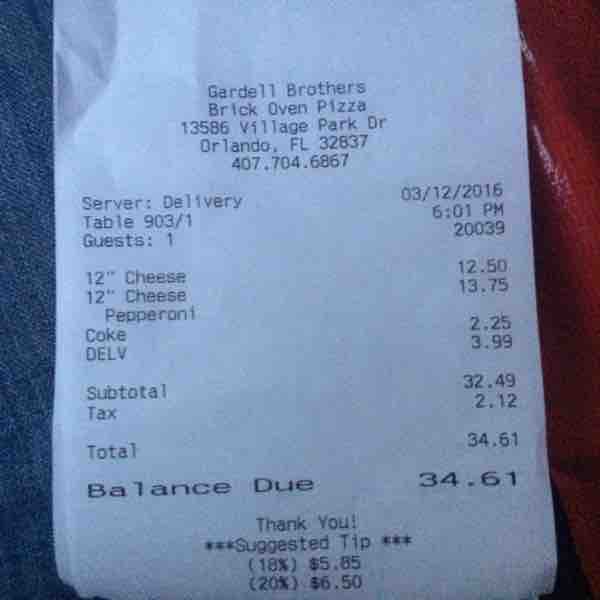 Gardell Brothers
Brick Oven Pizza
13586 Village Park Dr
Orlando, FL 32837
407.704.6867
Server: Delivery 03/12/2016
Table 903/1 6:01 PM
Guests: 1 20039
12" Cheese 12.50
12" Cheese 13.75
Pepperoni
Coke 2.25
DELV 3.99
Subtotal 32.49
Tax 2.12
Total 34.61
Balance Due 34.61
Thank You!
***Suggested Tip ***
(18%) $5.85
(20%) $6.50